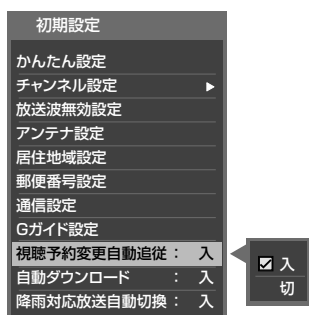 初期設定
かんたん設定
チャンネル設定 ▶
放送波無効設定
アンテナ設定
居住地域設定
郵便番号設定
通信設定
Gガイド設定
視聴予約変更自動追従： 入
自動ダウンロード ： 入
降雨対応放送自動切換： 入
☑ 入
切